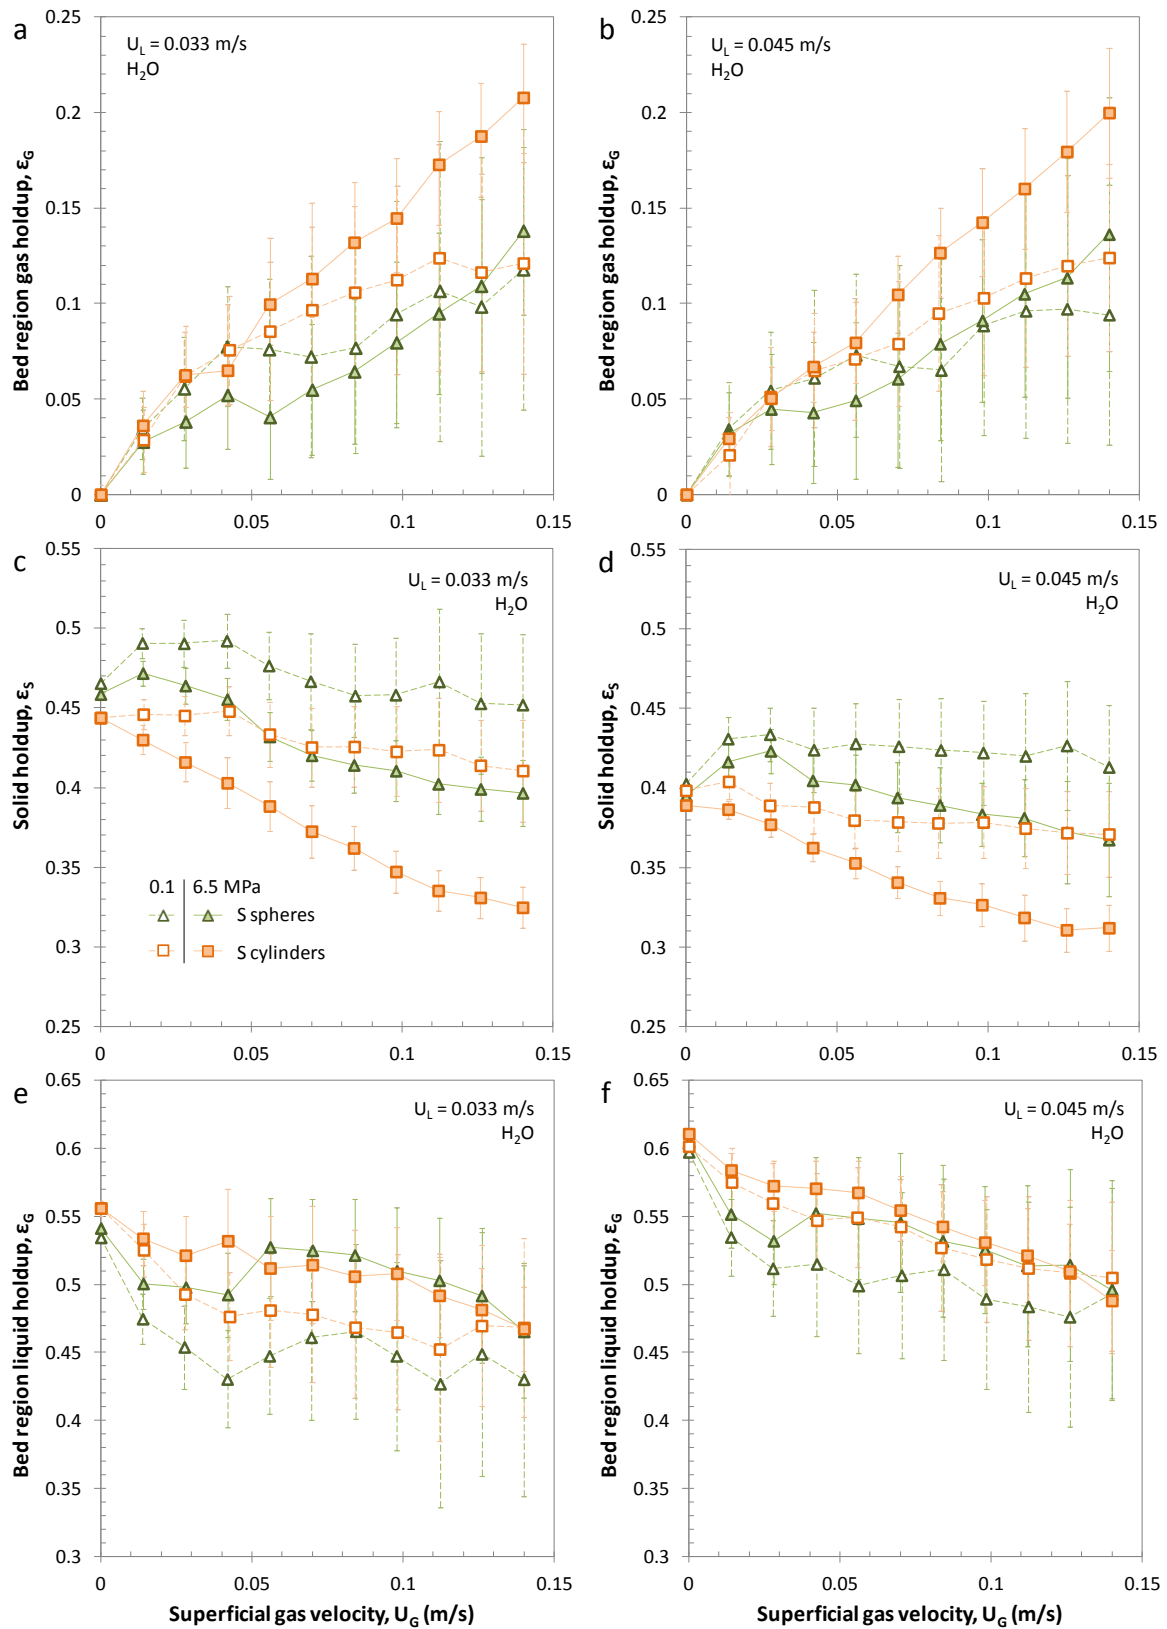 a
U_L = 0.033 m/s
H₂O
Bed region gas holdup, ε_G
0.25
0.2
0.15
0.1
0.05
0
0 0.05 0.1 0.15
b
U_L = 0.045 m/s
H₂O
Bed region gas holdup, ε_G
0.25
0.2
0.15
0.1
0.05
0
0 0.05 0.1 0.15
c
U_L = 0.033 m/s
H₂O
Solid holdup, ε_S
0.55
0.5
0.45
0.4
0.35
0.3
0.25
0.1 6.5 MPa
S spheres
S cylinders
0 0.05 0.1 0.15
d
U_L = 0.045 m/s
H₂O
Solid holdup, ε_S
0.55
0.5
0.45
0.4
0.35
0.3
0.25
0 0.05 0.1 0.15
e
U_L = 0.033 m/s
H₂O
Bed region liquid holdup, ε_G
0.65
0.6
0.55
0.5
0.45
0.4
0.35
0.3
0 0.05 0.1 0.15
Superficial gas velocity, U_G (m/s)
f
U_L = 0.045 m/s
H₂O
Bed region liquid holdup, ε_G
0.65
0.6
0.55
0.5
0.45
0.4
0.35
0.3
0 0.05 0.1 0.15
Superficial gas velocity, U_G (m/s)